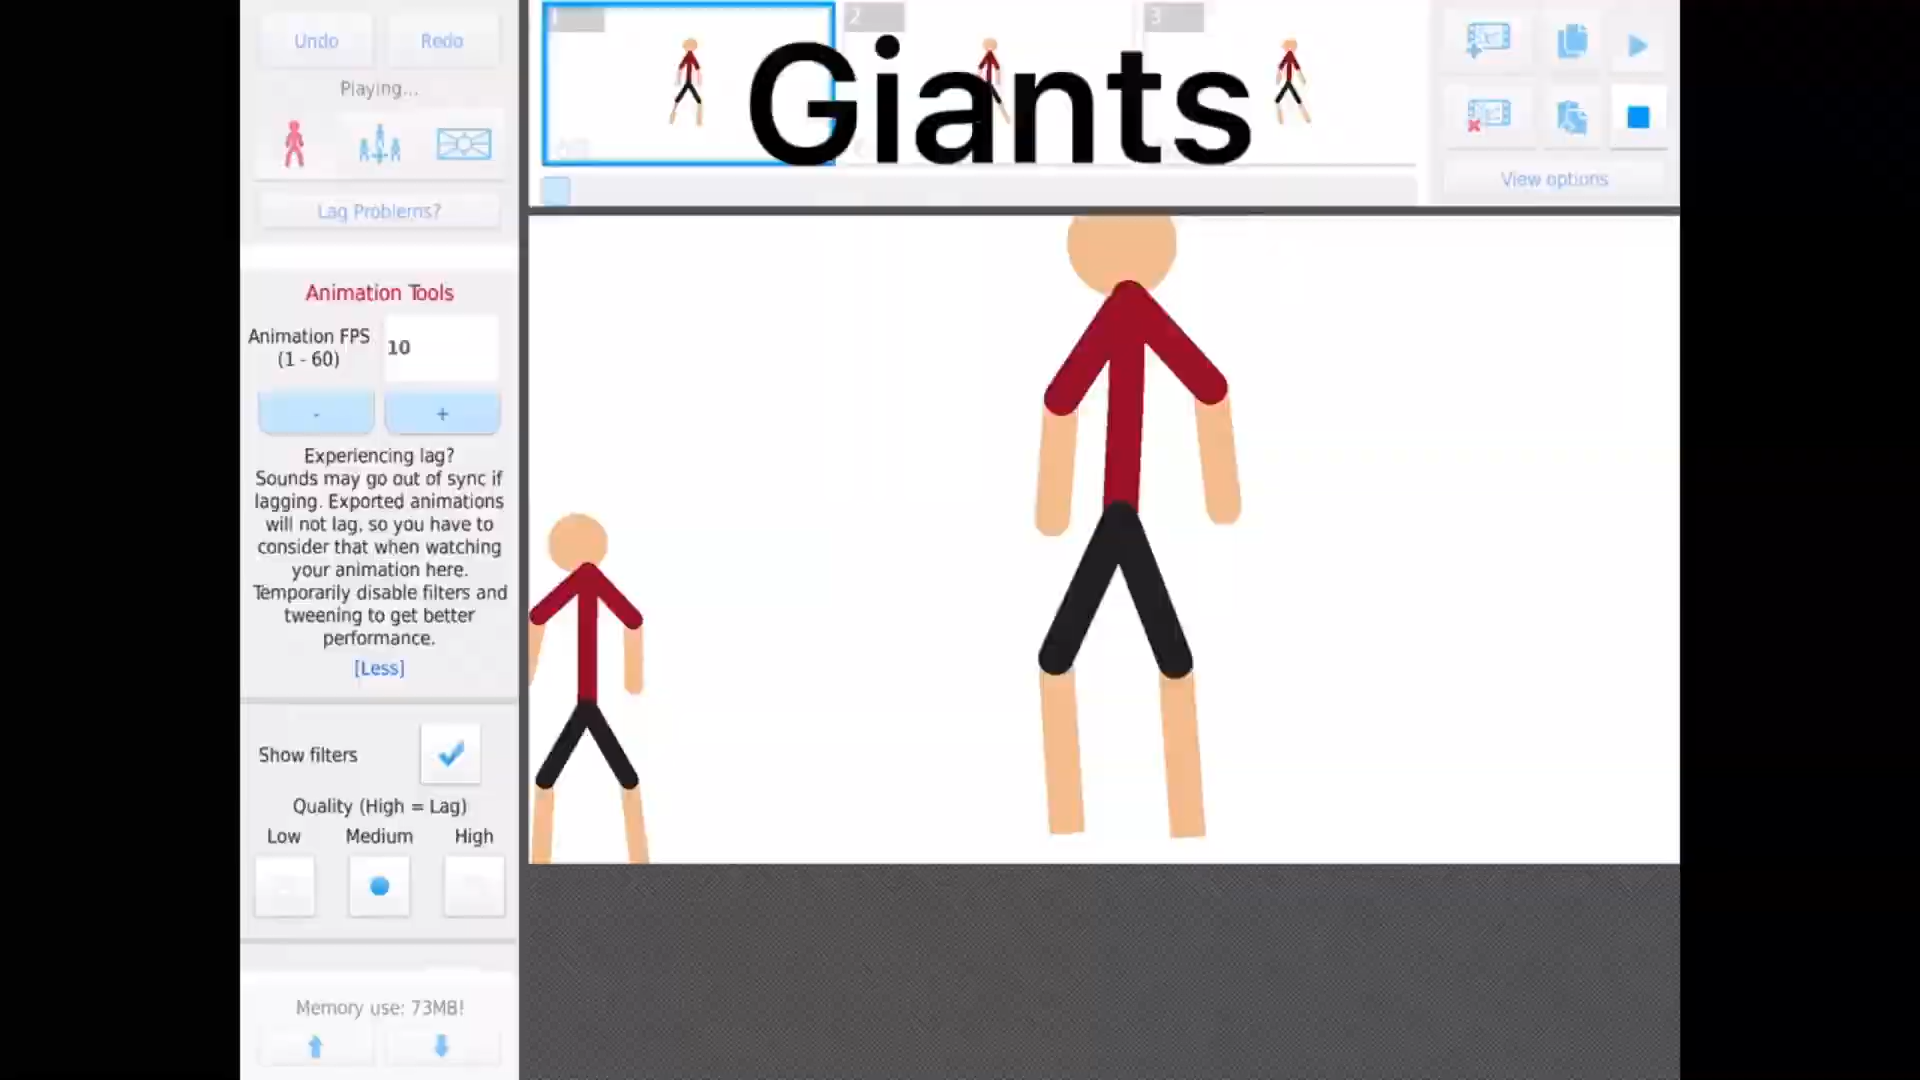 Undo Redo
Playing...
Lag Problems?
Animation Tools
Animation FPS
(1 - 60)
10
- +
Experiencing lag?
Sounds may go out of sync if
lagging. Exported animations
will not lag, so you have to
consider that when watching
your animation here.
Temporarily disable filters and
tweening to get better
performance.
[Less]
Show filters
Quality (High = Lag)
Low Medium High
Memory use: 73MB!
1 2 3
Giants
View options